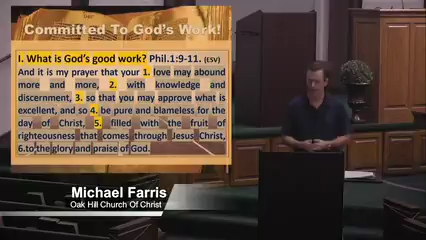 Committed To God's Work!
I. What is God's good work? Phil.1:9-11. (ESV)
And it is my prayer that your 1. love may abound
more and more, 2. with knowledge and
discernment, 3. so that you may approve what is
excellent, and so 4. be pure and blameless for the
day of Christ, 5. filled with the fruit of
righteousness that comes through Jesus Christ,
6.to the glory and praise of God.
Michael Farris
Oak Hill Church Of Christ